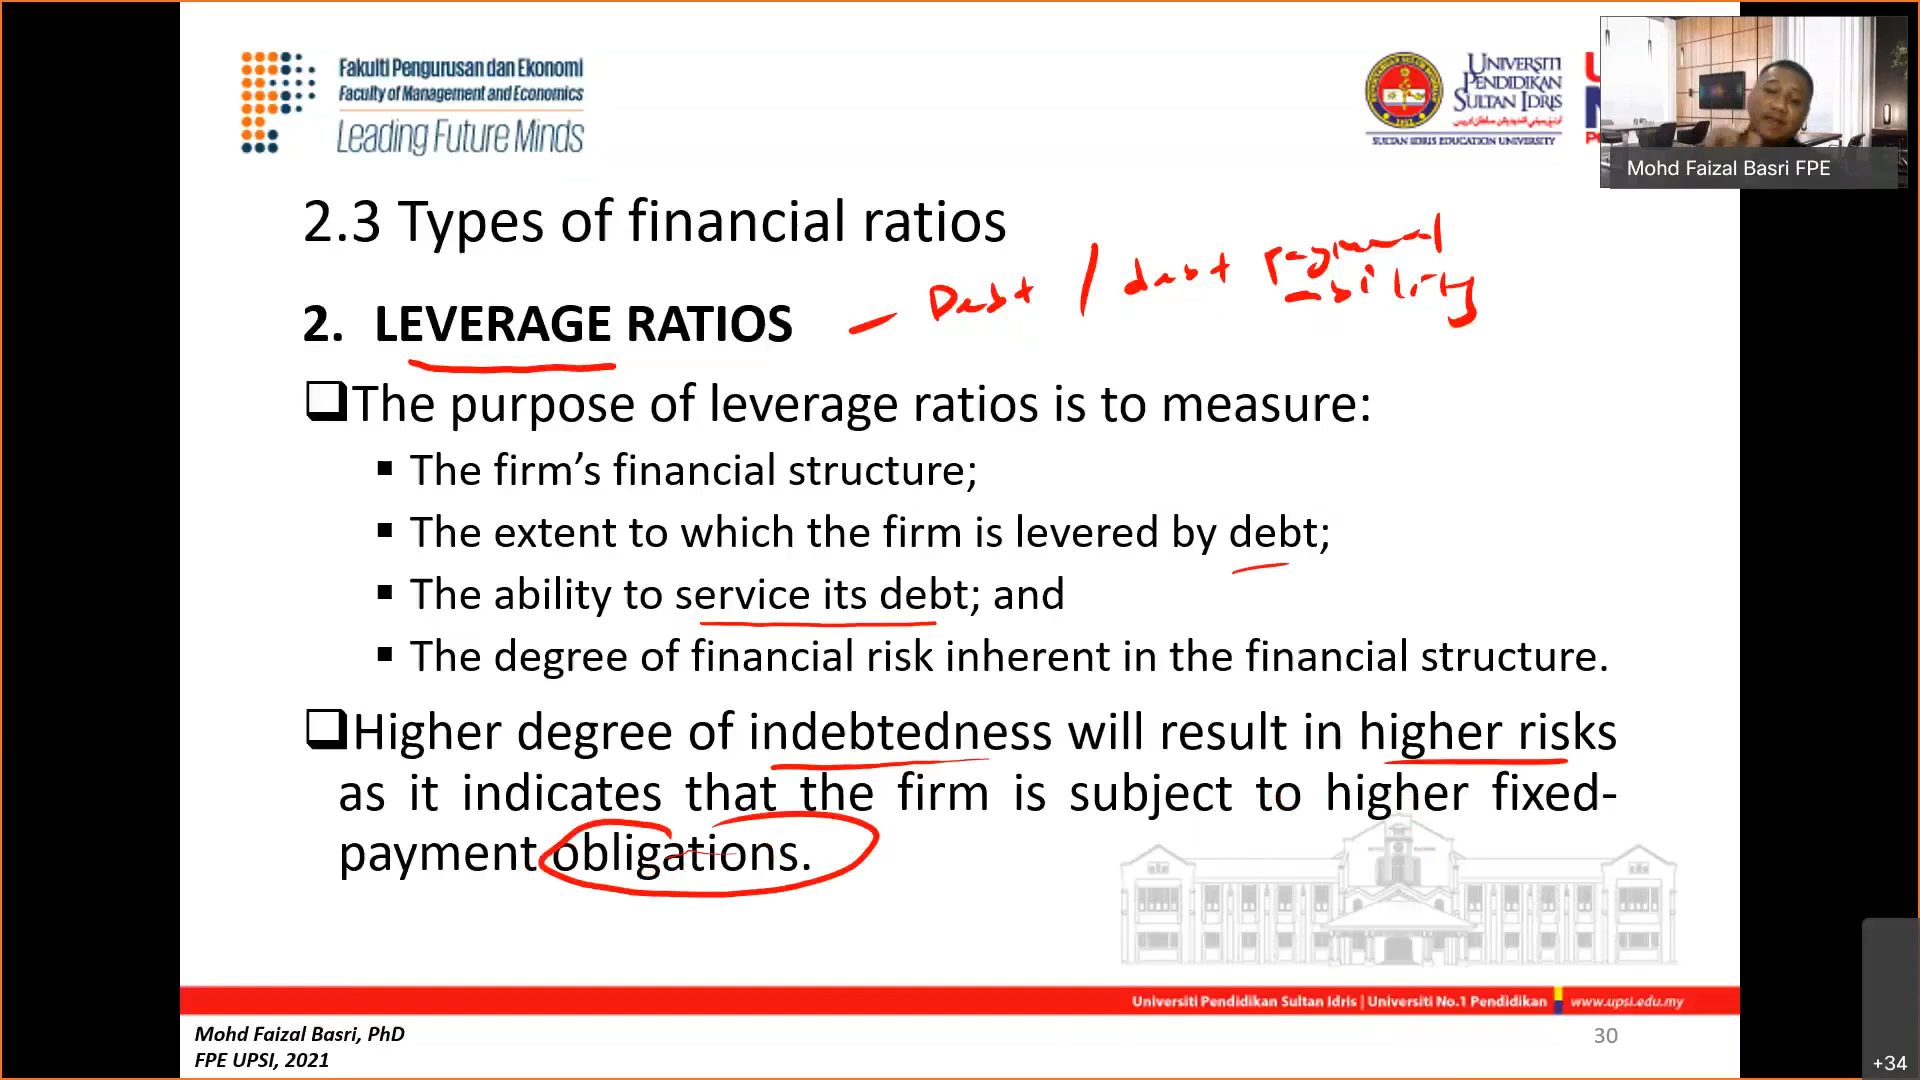 Fakulti Pengurusan dan Ekonomi
Faculty of Management and Economics
Leading Future Minds
UNIVERSITI
PENDIDIKAN
SULTAN IDRIS
SULTAN IDRIS EDUCATION UNIVERSITY
Mohd Faizal Basri FPE
2.3 Types of financial ratios
Debt / debt
ability
2. LEVERAGE RATIOS
❑The purpose of leverage ratios is to measure:
▪ The firm’s financial structure;
▪ The extent to which the firm is levered by debt;
▪ The ability to service its debt; and
▪ The degree of financial risk inherent in the financial structure.
❑Higher degree of indebtedness will result in higher risks
as it indicates that the firm is subject to higher fixed-
payment obligations.
Universiti Pendidikan Sultan Idris | Universiti No.1 Pendidikan
www.upsi.edu.my
Mohd Faizal Basri, PhD
FPE UPSI, 2021
30
+34